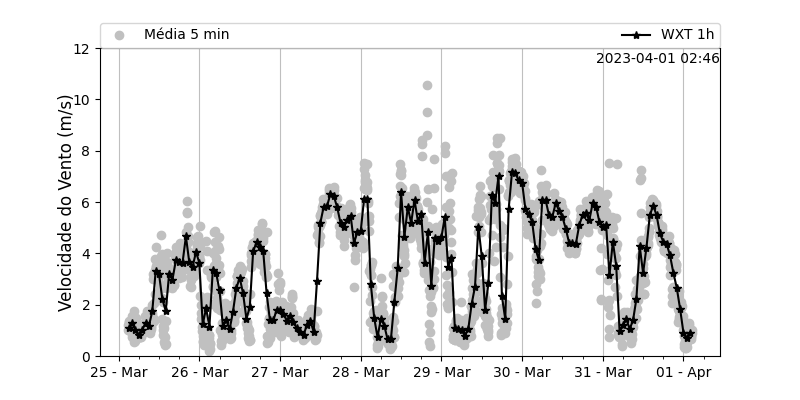 Média 5 min
WXT 1h
2023-04-01 02:46
Velocidade do Vento (m/s)
12
10
8
6
4
2
0
25 - Mar 26 - Mar 27 - Mar 28 - Mar 29 - Mar 30 - Mar 31 - Mar 01 - Apr